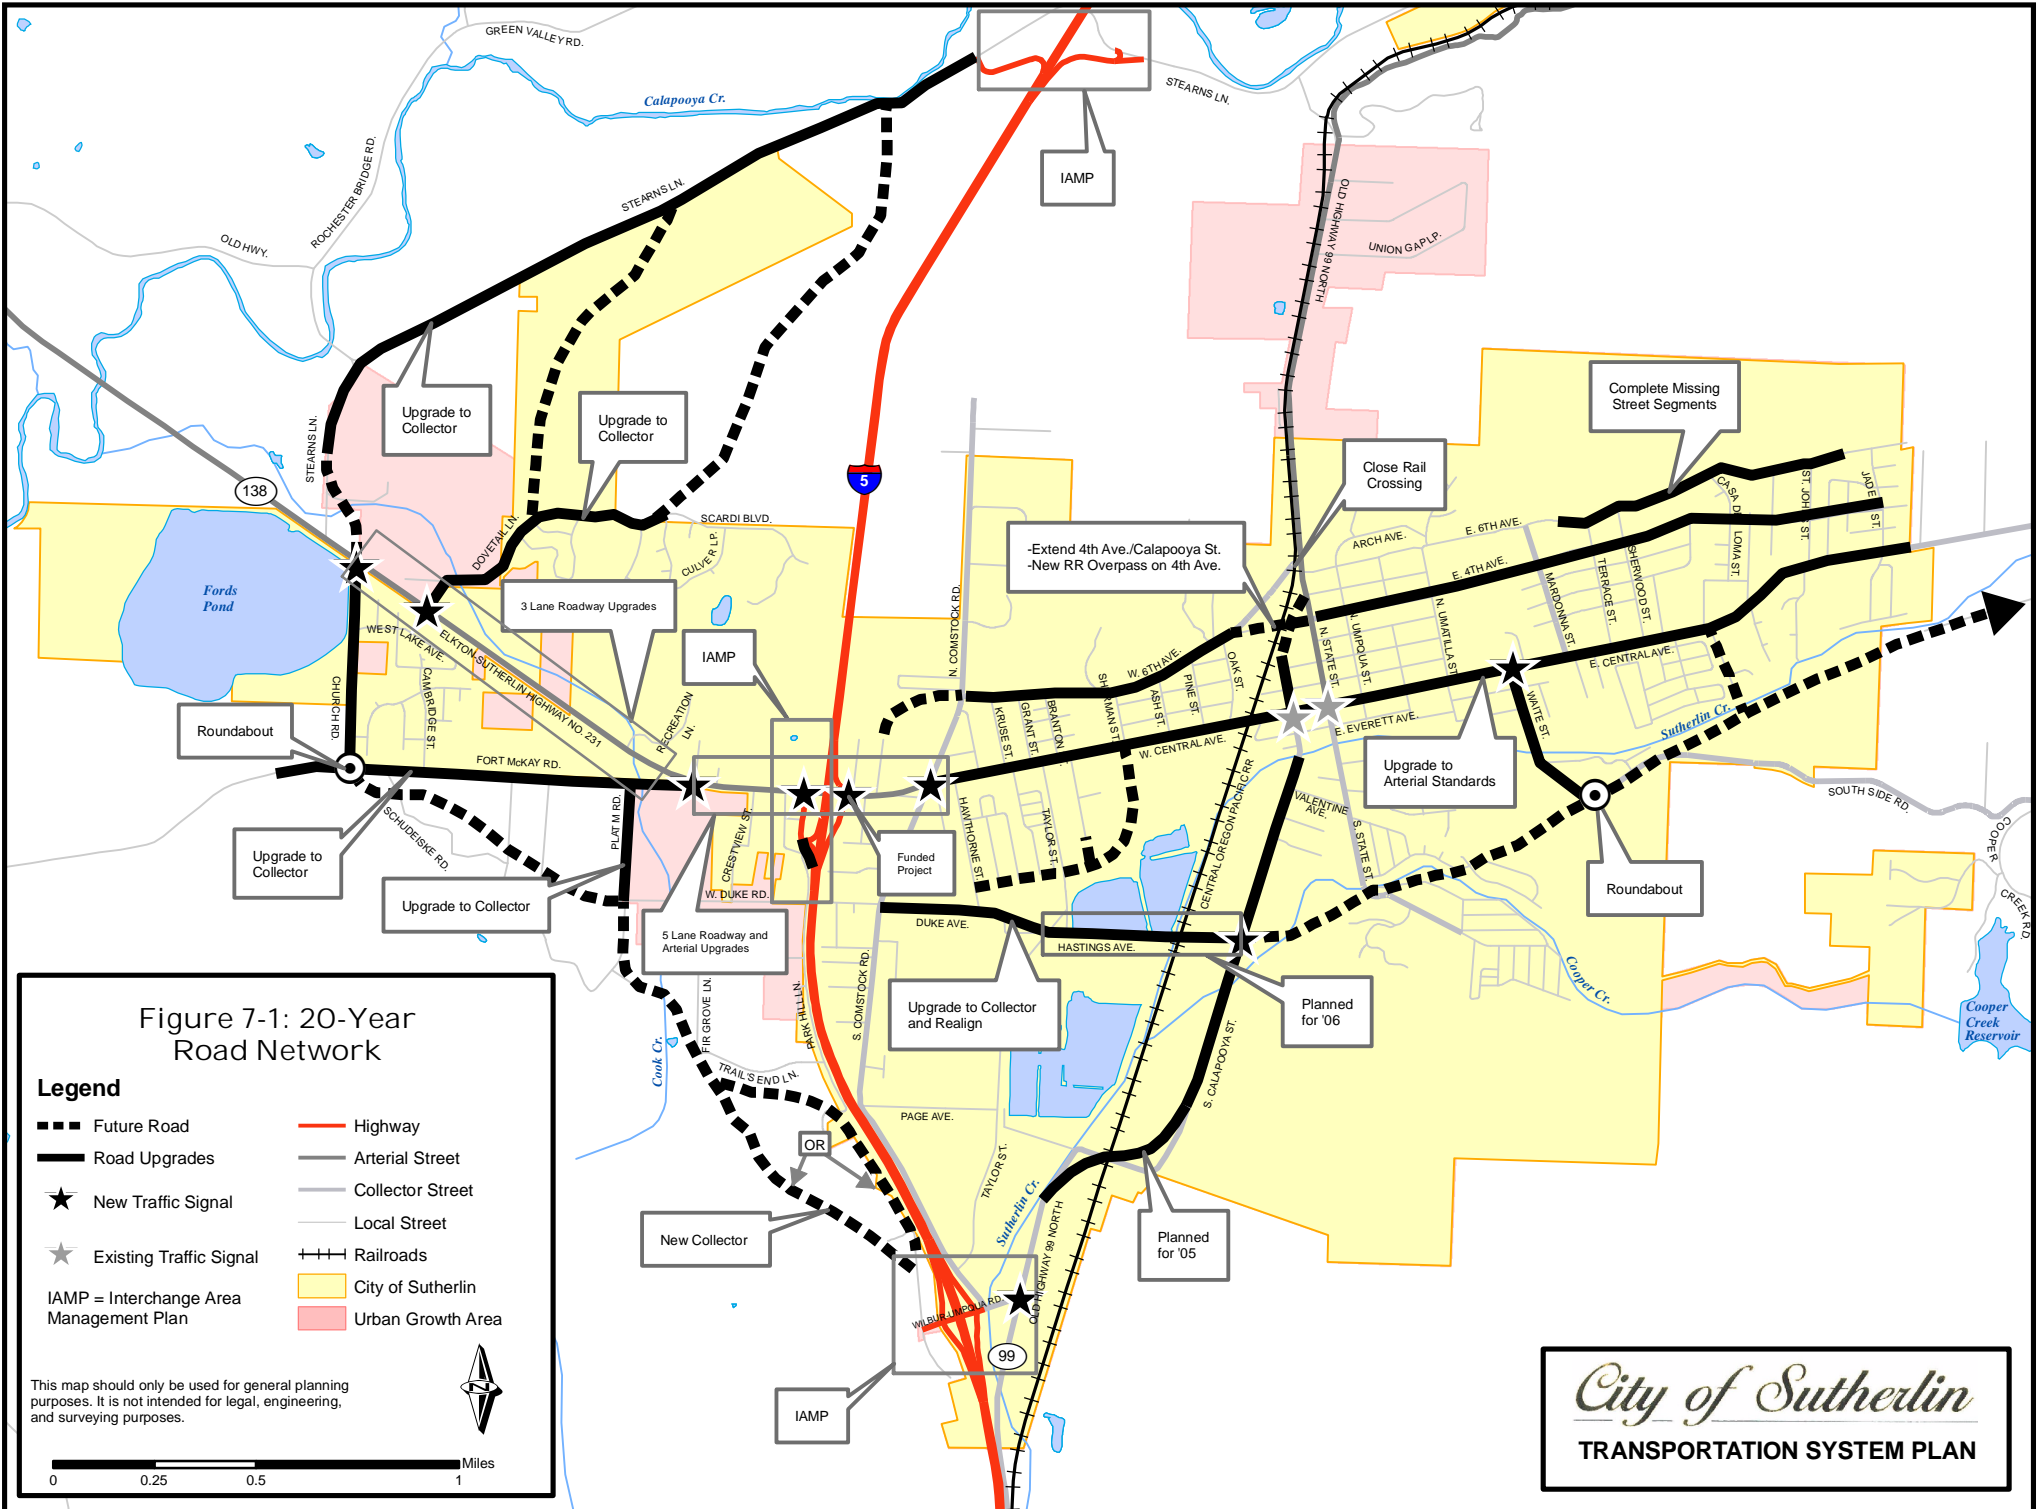 GREEN VALLEY RD.
Calapooya Cr.
STEARNS LN.
IAMP
ROCHESTER BRIDGE RD.
OLD HWY.
STEARNS LN.
OLD HIGHWAY 99 NORTH
UNION GAP LP.
Upgrade to
Collector
Upgrade to
Collector
Complete Missing
Street Segments
STEARNS LN.
138
5
Close Rail
Crossing
CASA DE LOMA ST.
ST. JOHN ST.
JADE ST.
DOVETAIL LN.
SCARDI BLVD.
CULVER LP.
-Extend 4th Ave./Calapooya St.
-New RR Overpass on 4th Ave.
ARCH AVE.
E. 6TH AVE.
E. 4TH AVE.
Fords
Pond
3 Lane Roadway Upgrades
IAMP
N. COMSTOCK RD.
MARDONNA ST.
TERRACE ST.
SHERWOOD ST.
WEST LAKE AVE.
ELKTON-SUTHERLIN HIGHWAY NO. 231
CAMBRIDGE ST.
CHURCH RD.
RECREATION
LN.
W. 6TH AVE.
OAK ST.
N. STATE ST.
N. UMPQUA ST.
N. UMATILLA ST.
E. CENTRAL AVE.
Roundabout
KRUSE ST.
GRANT ST.
BRANTON
SHERMAN ST.
ASH ST.
PINE ST.
W. CENTRAL AVE.
E. EVERETT AVE.
WAITE ST.
Sutherlin Cr.
FORT McKAY RD.
Upgrade to
Arterial Standards
SOUTH SIDE RD.
SCHUDEISKE RD.
PLAT M RD.
CRESTVIEW ST.
HAWTHORNE ST.
TAYLOR ST.
CENTRAL OREGON PACIFIC RR
VALENTINE
AVE.
S. STATE ST.
COOPER
CREEK RD.
Upgrade to
Collector
Funded
Project
Upgrade to Collector
W. DUKE RD.
Roundabout
5 Lane Roadway and
Arterial Upgrades
DUKE AVE.
HASTINGS AVE.
Upgrade to Collector
and Realign
Planned
for '06
Cooper Cr.
Cooper
Creek
Reservoir
FIR GROVE LN.
PARK HILL LN.
S. COMSTOCK RD.
Cook Cr.
TRAIL'S END LN.
PAGE AVE.
S. CALAPOOYA ST.
OR
TAYLOR ST.
Sutherlin Cr.
New Collector
Planned
for '05
WILBUR-UMPQUA RD.
OLD HIGHWAY 99 NORTH
99
IAMP
Figure 7-1: 20-Year
Road Network
Legend
Future Road
Road Upgrades
New Traffic Signal
Existing Traffic Signal
IAMP = Interchange Area
Management Plan
Highway
Arterial Street
Collector Street
Local Street
Railroads
City of Sutherlin
Urban Growth Area
This map should only be used for general planning
purposes. It is not intended for legal, engineering,
and surveying purposes.
N
Miles
0 0.25 0.5 1
City of Sutherlin
TRANSPORTATION SYSTEM PLAN